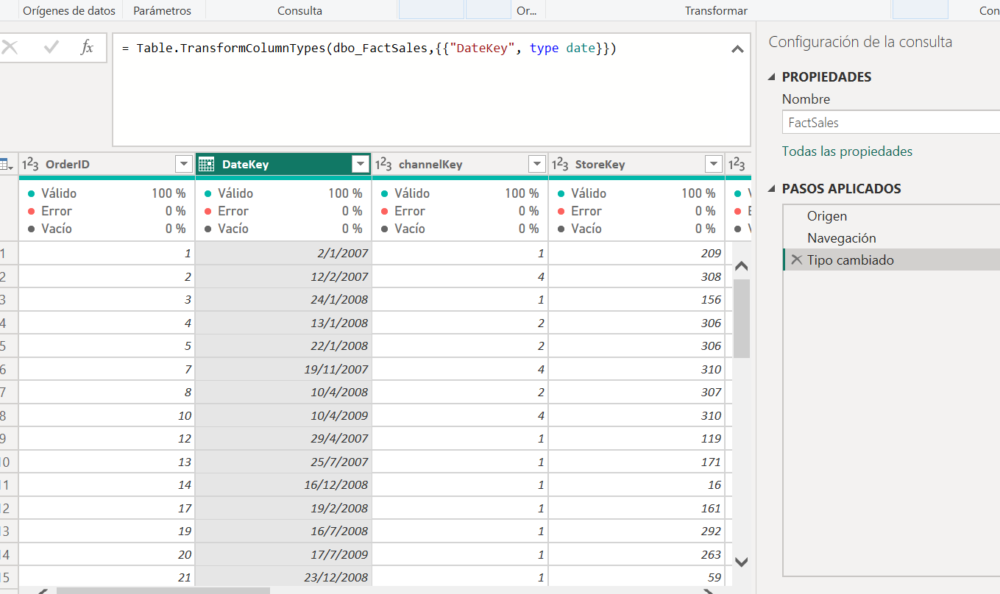 Orígenes de datos Parámetros Consulta Or... Transformar Con
fx = Table.TransformColumnTypes(dbo_FactSales,{{"DateKey", type date}})
Configuración de la consulta
PROPIEDADES
Nombre
FactSales
Todas las propiedades
PASOS APLICADOS
Origen
Navegación
Tipo cambiado
1²3 OrderID DateKey 1²3 channelKey 1²3 StoreKey 1²3
Válido 100 % Válido 100 % Válido 100 % Válido 100 %
Error 0 % Error 0 % Error 0 % Error 0 %
Vacío 0 % Vacío 0 % Vacío 0 % Vacío 0 %
1 1 2/1/2007 1 209
2 2 12/2/2007 4 308
3 3 24/1/2008 1 156
4 4 13/1/2008 2 306
5 5 22/1/2008 2 306
6 7 19/11/2007 4 310
7 8 10/4/2008 2 307
8 10 10/4/2009 4 310
9 12 29/4/2007 1 119
10 13 25/7/2007 1 171
11 14 16/12/2008 1 16
12 17 19/2/2008 1 161
13 19 16/7/2008 1 292
14 20 17/7/2009 1 263
15 21 23/12/2008 1 59